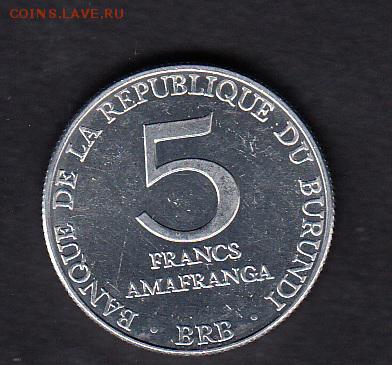 COINS.LAVE.RU
BANQUE DE LA REPUBLIQUE DU BURUNDI
5
FRANCS
AMAFRANGA
· BRB ·